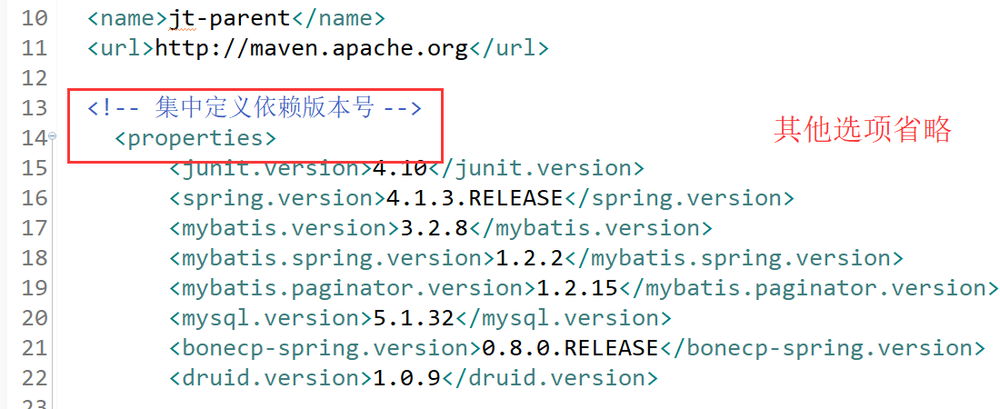 10 <name>jt-parent</name>
11 <url>http://maven.apache.org</url>
12
13 <!-- 集中定义依赖版本号 -->
其他选项省略
14 <properties>
15 <junit.version>4.10</junit.version>
16 <spring.version>4.1.3.RELEASE</spring.version>
17 <mybatis.version>3.2.8</mybatis.version>
18 <mybatis.spring.version>1.2.2</mybatis.spring.version>
19 <mybatis.paginator.version>1.2.15</mybatis.paginator.version>
20 <mysql.version>5.1.32</mysql.version>
21 <bonecp-spring.version>0.8.0.RELEASE</bonecp-spring.version>
22 <druid.version>1.0.9</druid.version>
23